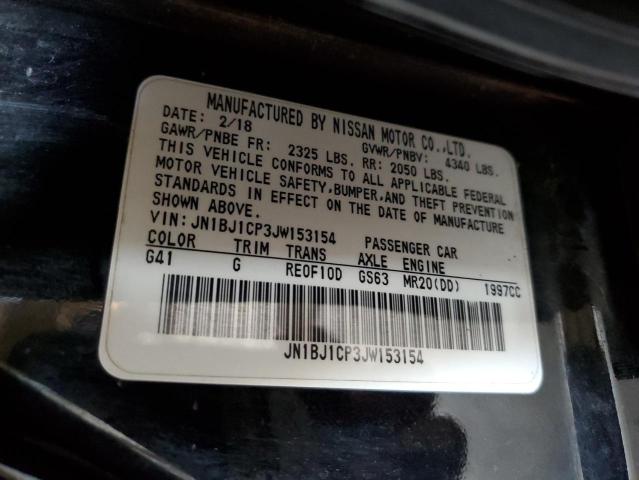 MANUFACTURED BY NISSAN MOTOR CO.,LTD.
DATE: 2/18 GVWR/PNBV: 4340 LBS.
GAWR/PNBE FR: 2325 LBS. RR: 2050 LBS.
THIS VEHICLE CONFORMS TO ALL APPLICABLE FEDERAL
MOTOR VEHICLE SAFETY,BUMPER,AND THEFT PREVENTION
STANDARDS IN EFFECT ON THE DATE OF MANUFACTURE
SHOWN ABOVE.
VIN: JN1BJ1CP3JW153154 PASSENGER CAR
COLOR TRIM TRANS AXLE ENGINE
G41 G RE0F10D GS63 MR20(DD) 1997CC
JN1BJ1CP3JW153154